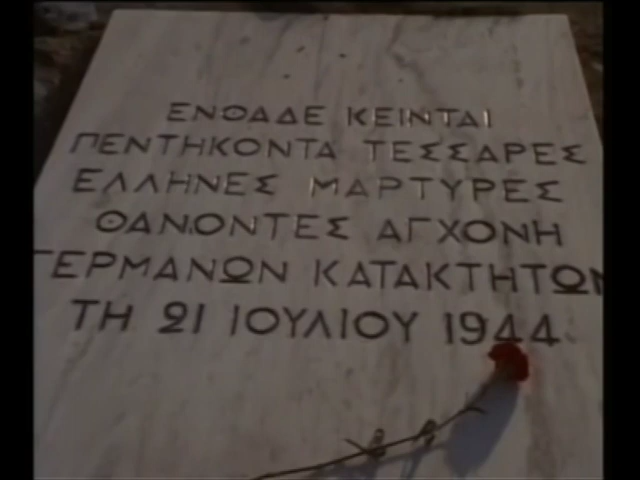 ΕΝΘΑΔΕ ΚΕΙΝΤΑΙ
ΠΕΝΤΗΚΟΝΤΑ ΤΕΣΣΑΡΕΣ
ΕΛΛΗΝΕΣ ΜΑΡΤΥΡΕΣ
ΘΑΝΟΝΤΕΣ ΑΓΧΟΝΗ
ΓΕΡΜΑΝΩΝ ΚΑΤΑΚΤΗΤΩΝ
ΤΗ 21 ΙΟΥΛΙΟΥ 1944